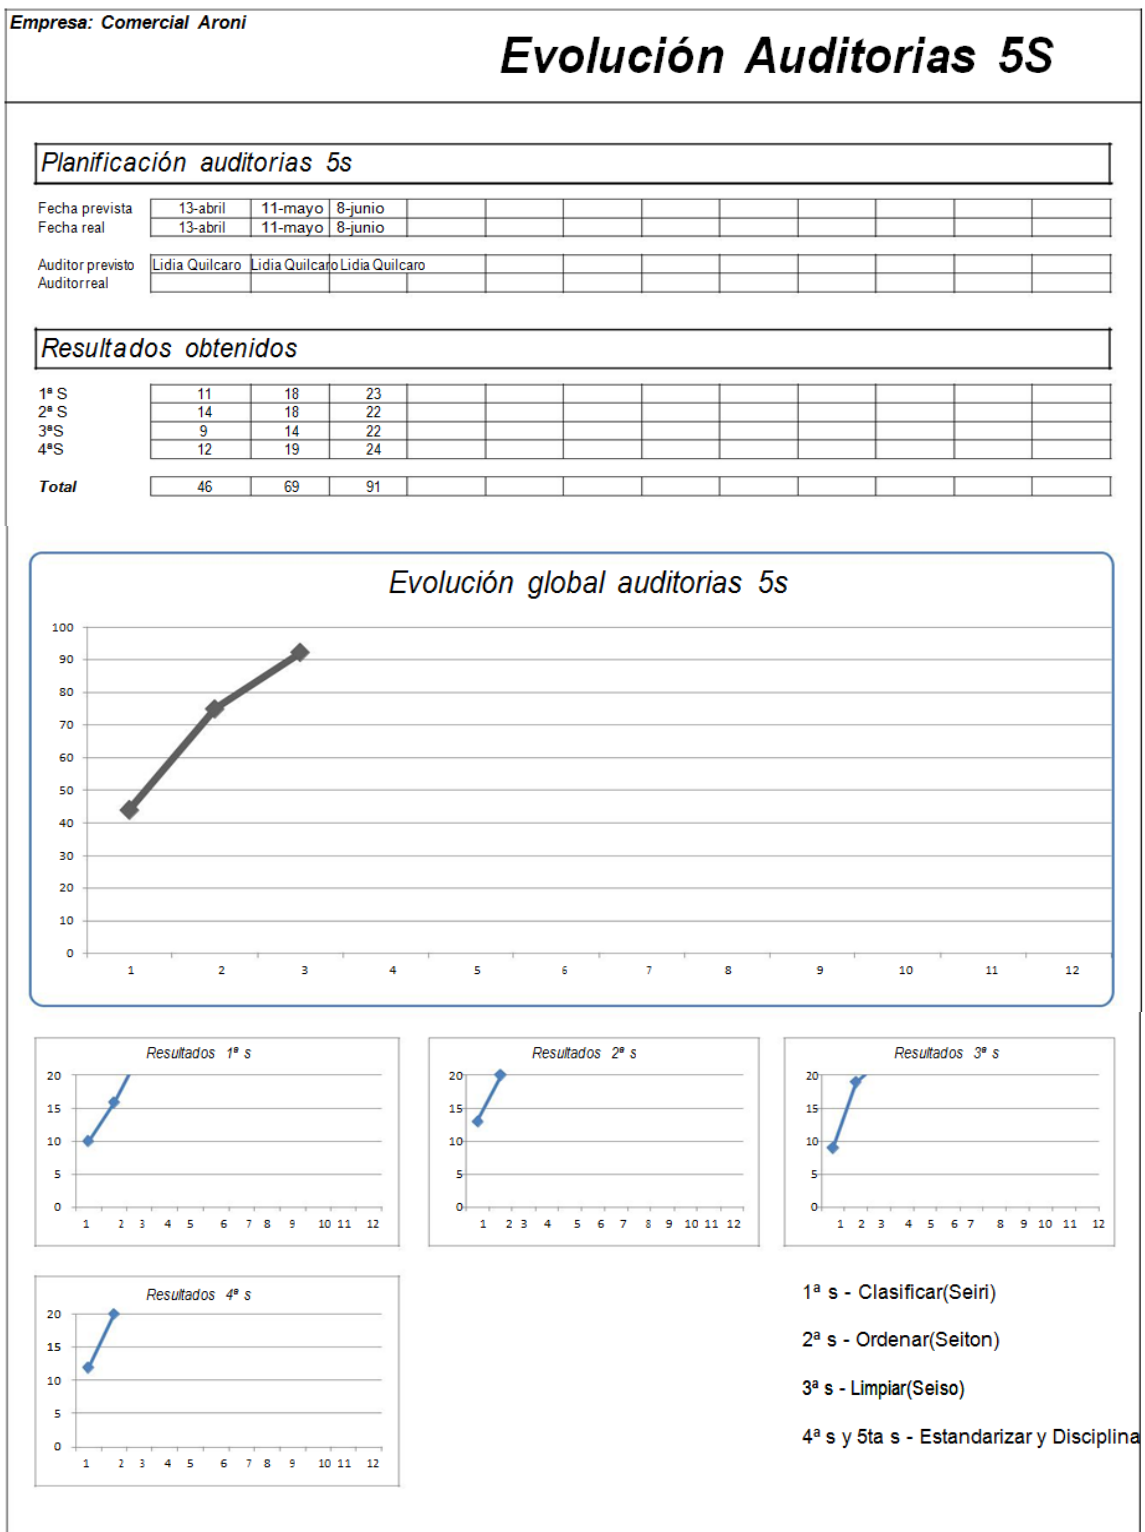 Empresa: Comercial Aroni
Evolución Auditorias 5S
Planificación auditorias 5s
Fecha prevista 13-abril 11-mayo 8-junio
Fecha real 13-abril 11-mayo 8-junio
Auditor previsto Lidia Quilcaro Lidia Quilcaro Lidia Quilcaro
Auditor real
Resultados obtenidos
1ª S 11 18 23
2ª S 14 18 22
3ªS 9 14 22
4ªS 12 19 24
Total 46 69 91
Evolución global auditorias 5s
100
90
80
70
60
50
40
30
20
10
0
1 2 3 4 5 6 7 8 9 10 11 12
Resultados 1ª s
20
15
10
5
0
1 2 3 4 5 6 7 8 9 10 11 12
Resultados 2ª s
20
15
10
5
0
1 2 3 4 5 6 7 8 9 10 11 12
Resultados 3ª s
20
15
10
5
0
1 2 3 4 5 6 7 8 9 10 11 12
Resultados 4ª s
20
15
10
5
0
1 2 3 4 5 6 7 8 9 10 11 12
1ª s - Clasificar(Seiri)
2ª s - Ordenar(Seiton)
3ª s - Limpiar(Seiso)
4ª s y 5ta s - Estandarizar y Disciplina